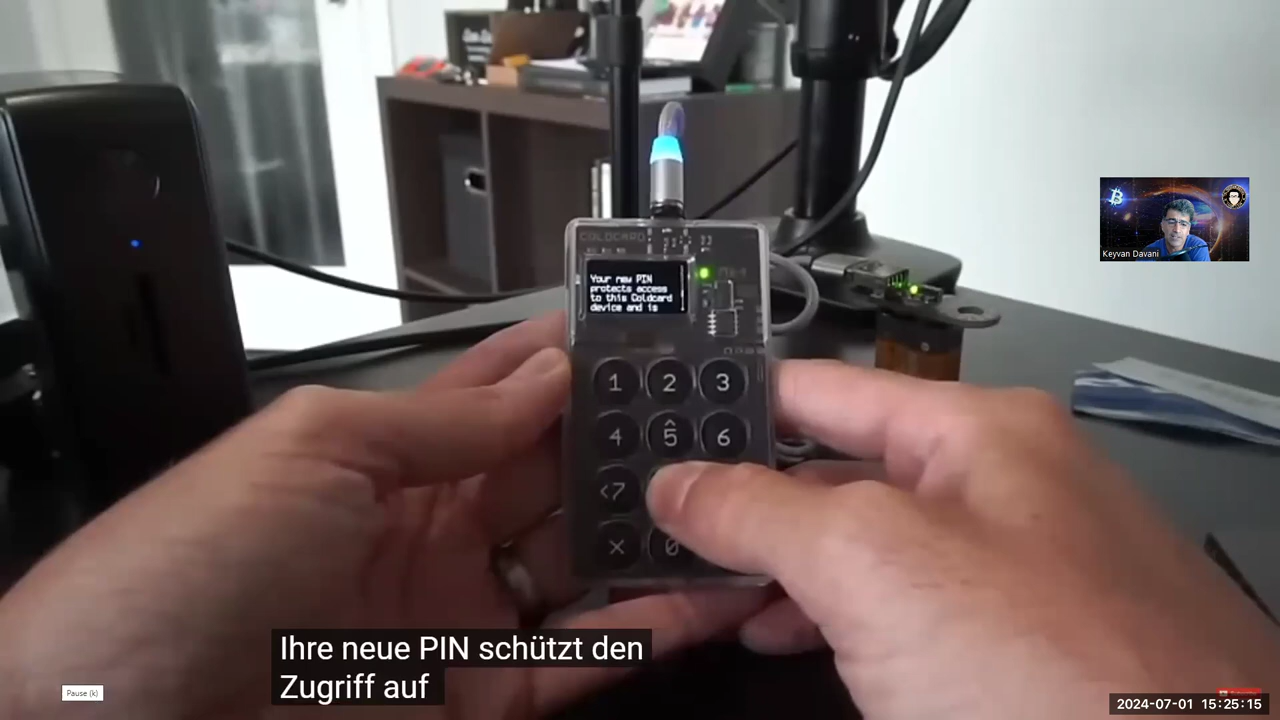 COLDCARD
Your new PIN
protects access
to this Coldcard
device and is
1 2 3
4 5 6
<7
X 0
Keyvan Davani
Ihre neue PIN schützt den
Zugriff auf
Pause (k)
2024-07-01 15:25:15